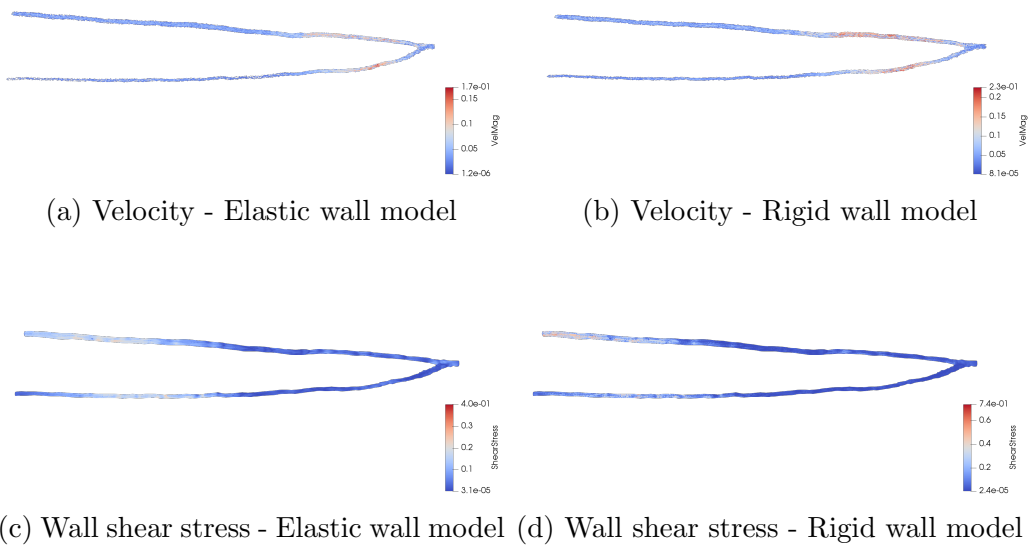 1.7e-01
0.15
0.1
0.05
1.2e-06
VelMag
2.3e-01
0.2
0.15
0.1
0.05
8.1e-05
VelMag
(a) Velocity - Elastic wall model
(b) Velocity - Rigid wall model
4.0e-01
0.3
0.2
0.1
3.1e-05
ShearStress
7.4e-01
0.6
0.4
0.2
2.4e-05
ShearStress
(c) Wall shear stress - Elastic wall model
(d) Wall shear stress - Rigid wall model